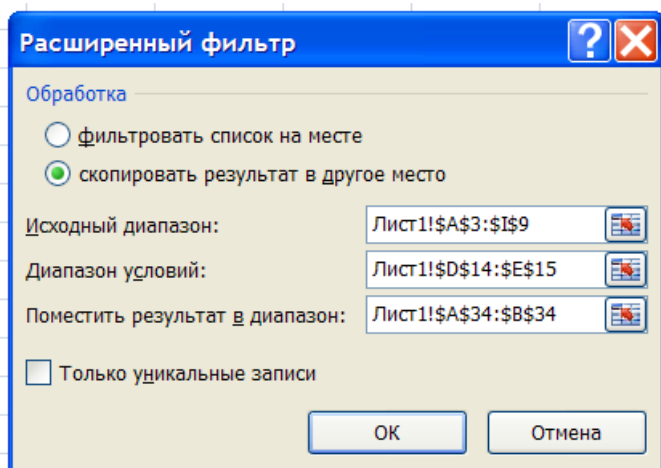 Расширенный фильтр ?
Обработка
фильтровать список на месте
скопировать результат в другое место
Исходный диапазон: Лист1!$A$3:$I$9
Диапазон условий: Лист1!$D$14:$E$15
Поместить результат в диапазон: Лист1!$A$34:$B$34
Только уникальные записи
ОК Отмена